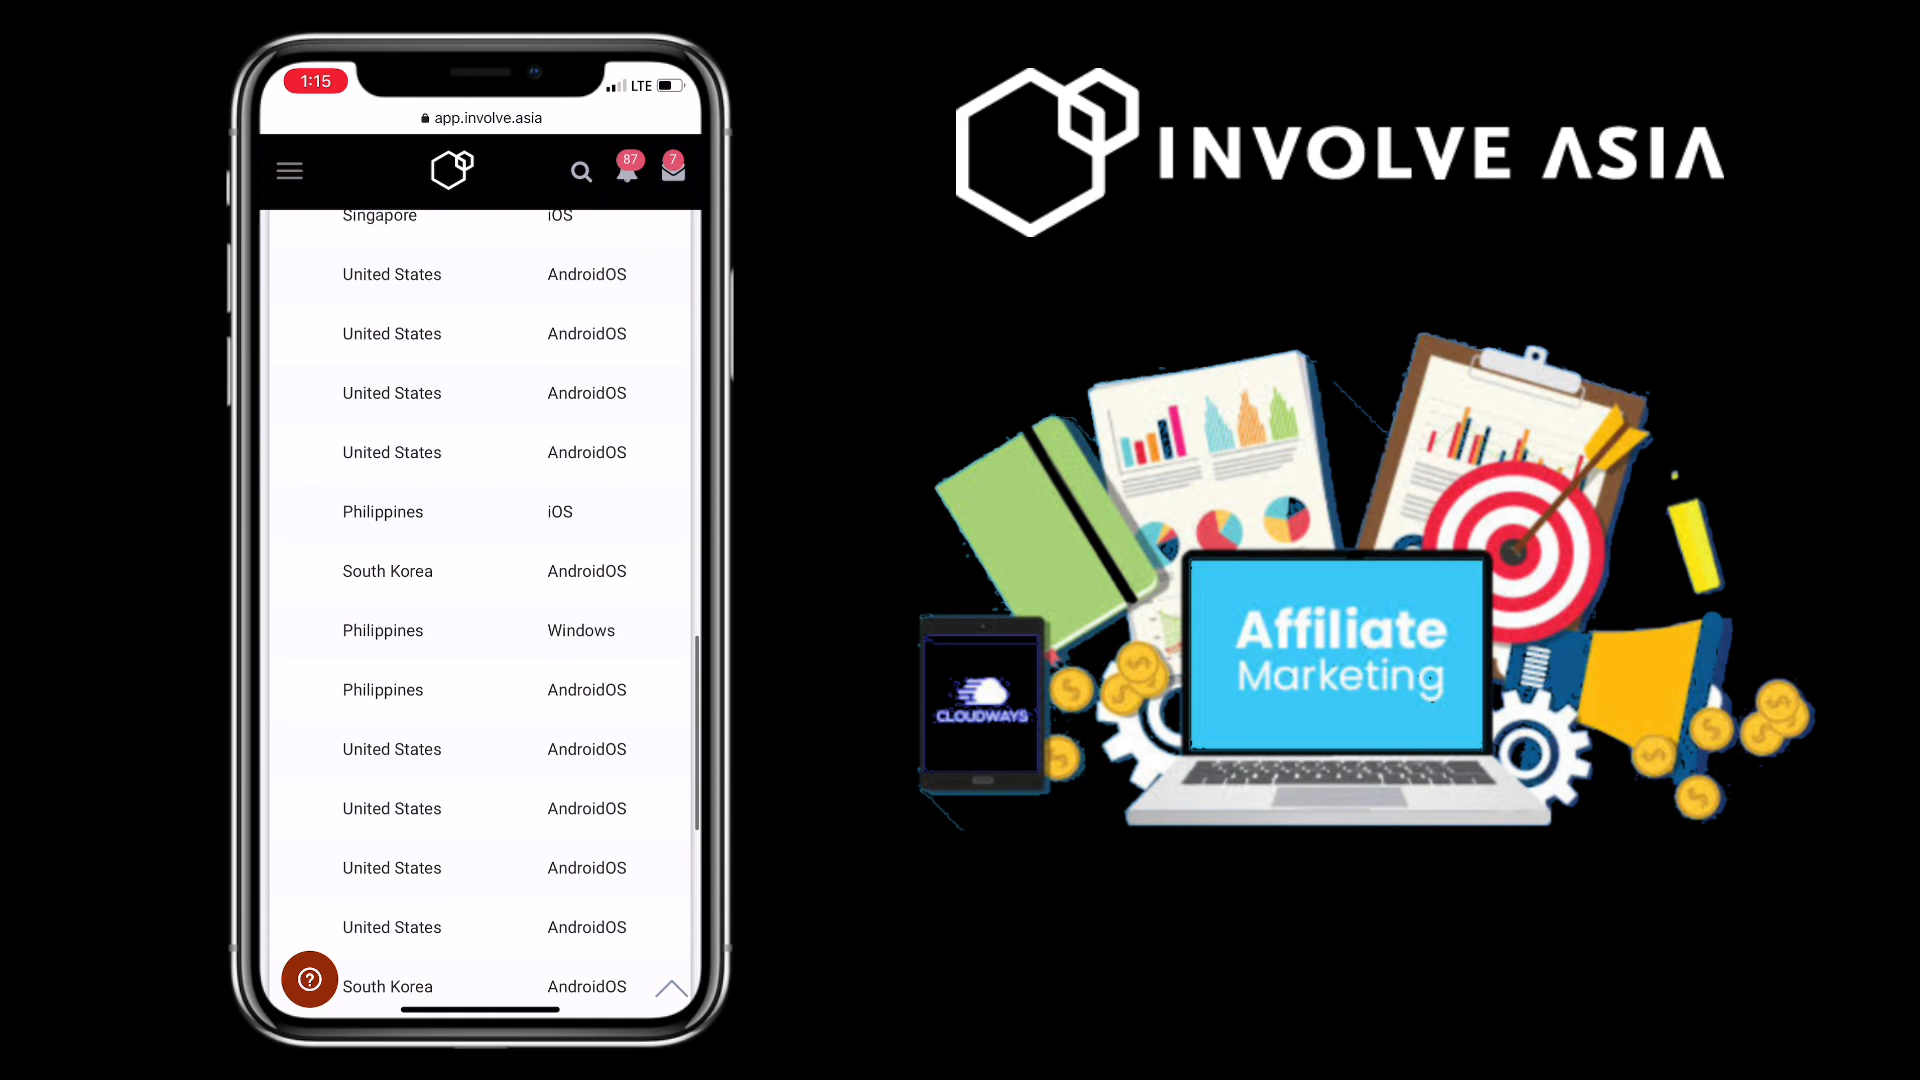 1:15
LTE
app.involve.asia
87
7
Singapore iOS
United States AndroidOS
United States AndroidOS
United States AndroidOS
United States AndroidOS
Philippines iOS
South Korea AndroidOS
Philippines Windows
Philippines AndroidOS
United States AndroidOS
United States AndroidOS
United States AndroidOS
United States AndroidOS
South Korea AndroidOS
?
INVOLVE ASIA
Affiliate
Marketing
CLOUDWAYS